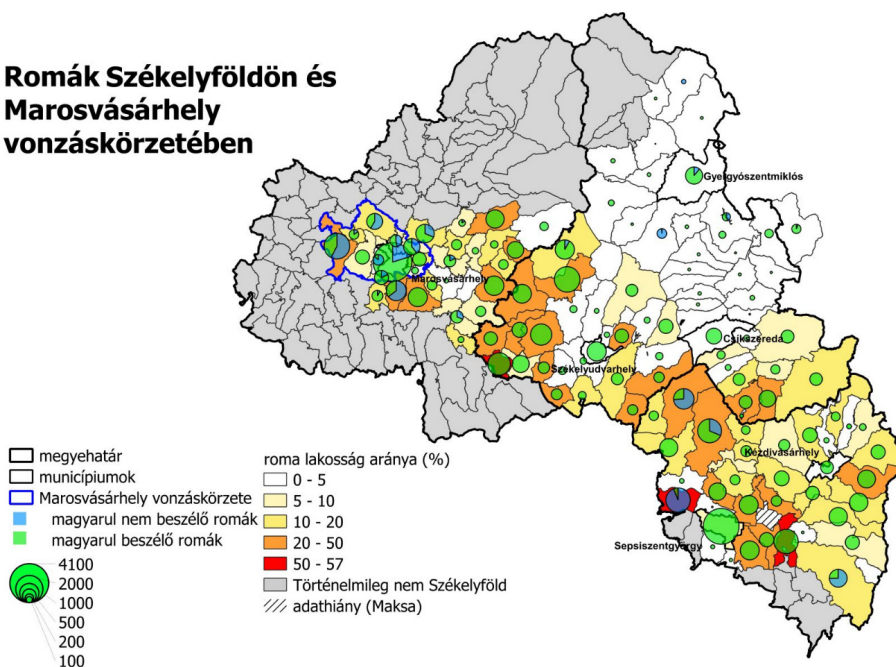 Romák Székelyföldön és
Marosvásárhely
vonzáskörzetében
Gyergyószentmiklós
Marosvásárhely
Csíkszereda
Székelyudvarhely
Kézdivásárhely
Sepsiszentgyörgy
megyehatár
municípiumok
Marosvásárhely vonzáskörzete
magyarul nem beszélő romák
magyarul beszélő romák
4100
2000
1000
500
200
100
roma lakosság aránya (%)
0 - 5
5 - 10
10 - 20
20 - 50
50 - 57
Történelmileg nem Székelyföld
adathiány (Maksa)